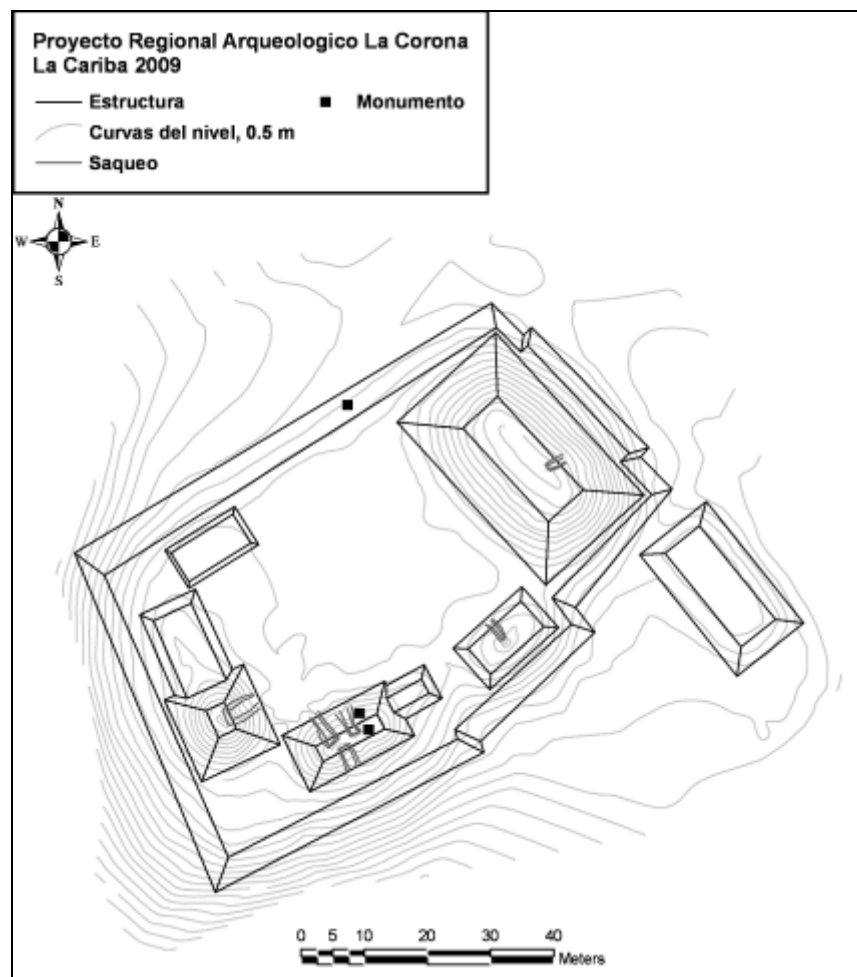 Proyecto Regional Arqueologico La Corona
La Cariba 2009
Estructura
Monumento
Curvas del nivel, 0.5 m
Saqueo
N
W E
S
0 5 10 20 30 40
Meters